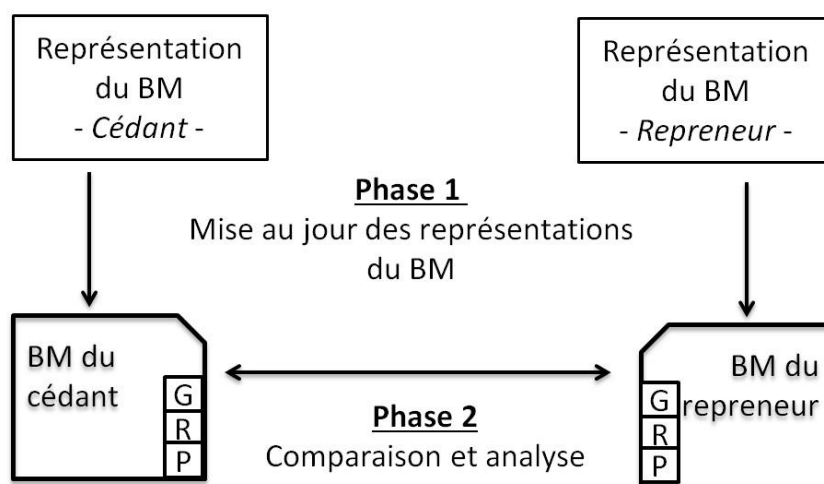 Représentation
du BM
- Cédant -
Représentation
du BM
- Repreneur -
Phase 1
Mise au jour des représentations
du BM
BM du
cédant
G
R
P
Phase 2
Comparaison et analyse
BM du
repreneur
G
R
P